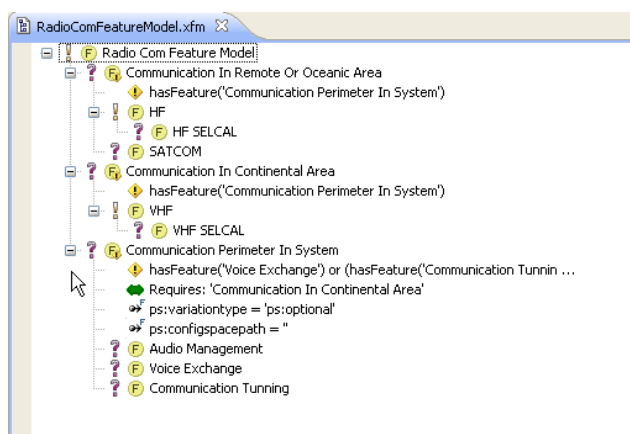 RadioComFeatureModel.xfm
! F Radio Com Feature Model
? F Communication In Remote Or Oceanic Area
hasFeature('Communication Perimeter In System')
! F HF
? F HF SELCAL
? F SATCOM
? F Communication In Continental Area
hasFeature('Communication Perimeter In System')
! F VHF
? F VHF SELCAL
? F Communication Perimeter In System
hasFeature('Voice Exchange') or (hasFeature('Communication Tunnin ...
Requires: 'Communication In Continental Area'
F ps:variationtype = 'ps:optional'
F ps:configspacepath = ''
? F Audio Management
? F Voice Exchange
? F Communication Tunning